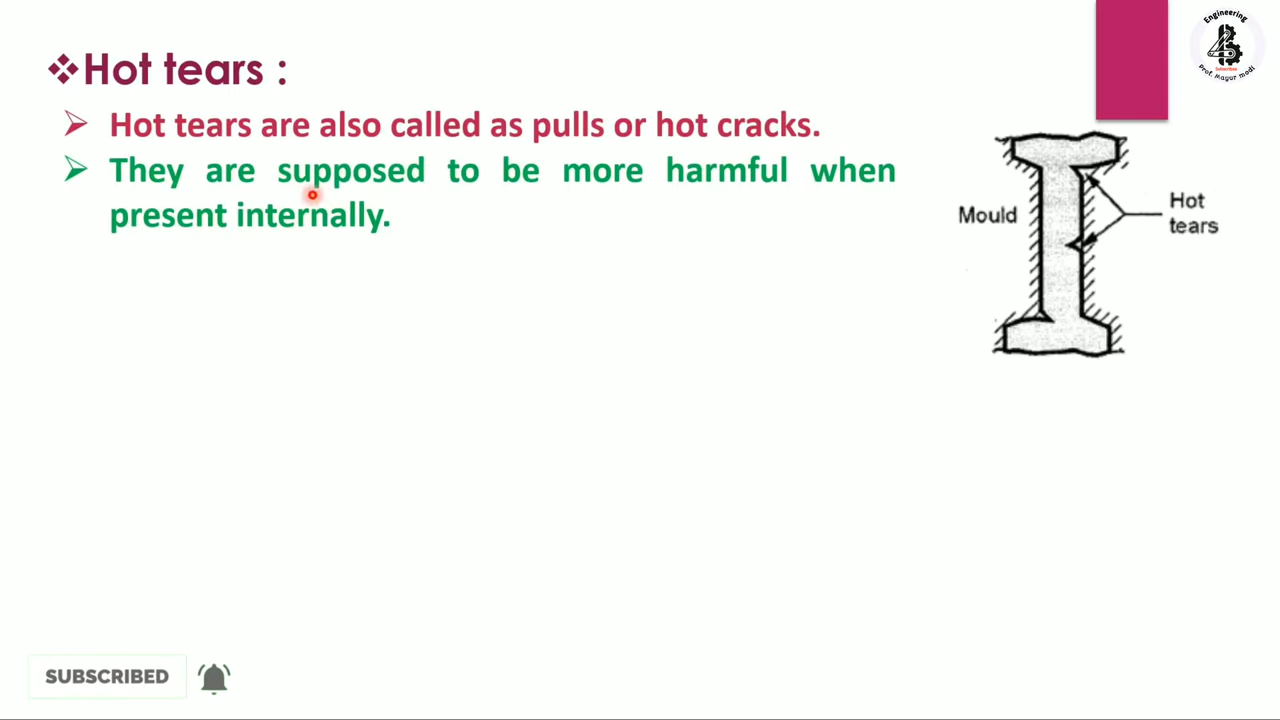 Hot tears :
Hot tears are also called as pulls or hot cracks.
They are supposed to be more harmful when
present internally.
Mould
Hot
tears
Engineering
Subscribe
Prof. Mayur modi
SUBSCRIBED